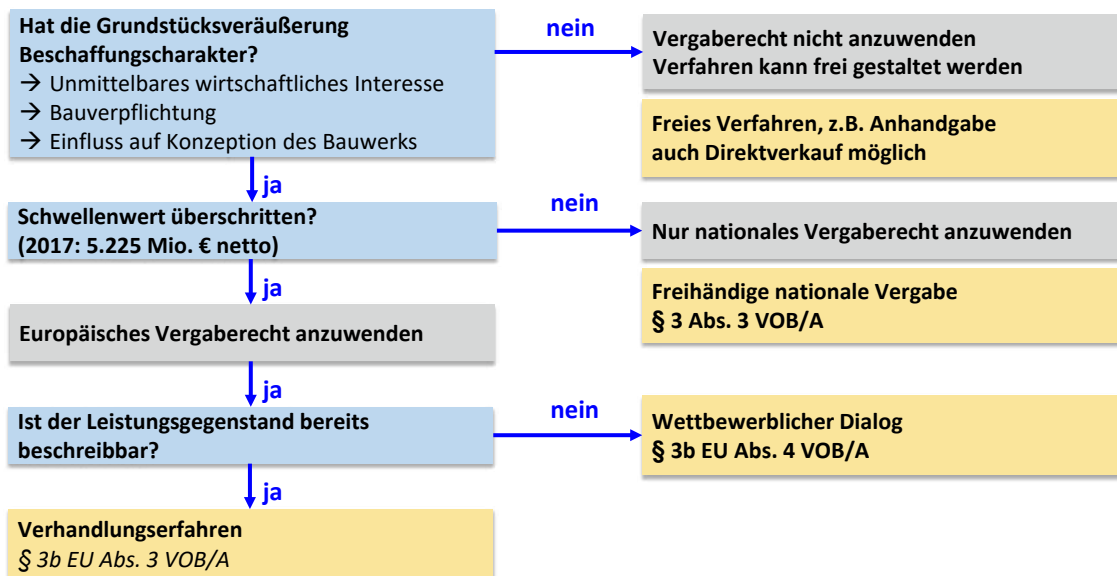 Hat die Grundstücksveräußerung
Beschaffungscharakter?
→ Unmittelbares wirtschaftliches Interesse
→ Bauverpflichtung
→ Einfluss auf Konzeption des Bauwerks
nein
Vergaberecht nicht anzuwenden
Verfahren kann frei gestaltet werden
Freies Verfahren, z.B. Anhandgabe
auch Direktverkauf möglich
ja
Schwellenwert überschritten?
(2017: 5.225 Mio. € netto)
nein
Nur nationales Vergaberecht anzuwenden
Freihändige nationale Vergabe
§ 3 Abs. 3 VOB/A
ja
Europäisches Vergaberecht anzuwenden
ja
Ist der Leistungsgegenstand bereits
beschreibbar?
nein
Wettbewerblicher Dialog
§ 3b EU Abs. 4 VOB/A
ja
Verhandlungserfahren
§ 3b EU Abs. 3 VOB/A